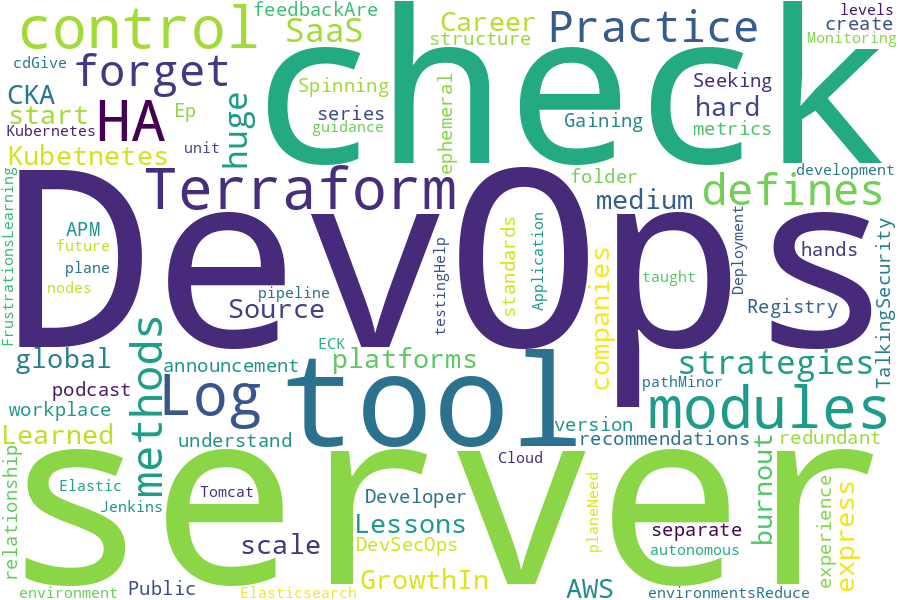 control
feedbackAre
SaaS
Career
structure
Practice
levels
create
Monitoring
cdGive
forget
check
CKA
start
Kubernetes
HA
Ep
huge
Spinning
series
guidance
ephemeral
Gaining
Seeking
hard
metrics
Kubetnetes
unit
Terraform
folder
medium
development
defines
FrustrationsLearning
DevOps
APM
future
plane
nodes
pipeline
Source
testingHelp
standards
Application
companies
taught
Deployment
hands
Registry
TalkingSecurity
global
podcast
workplace
Learned
methods
announcement
Log
understand
ECK
platforms
tool
pathMinor
strategies
modules
version
recommendations
redundant
relationship
server
Elastic
Jenkins
Tomcat
Cloud
Developer
Lessons
DevSecOps
scale
planeNeed
separate
autonomous
burnout
experience
express
environment
Public
Elasticsearch
GrowthIn
AWS
environmentsReduce